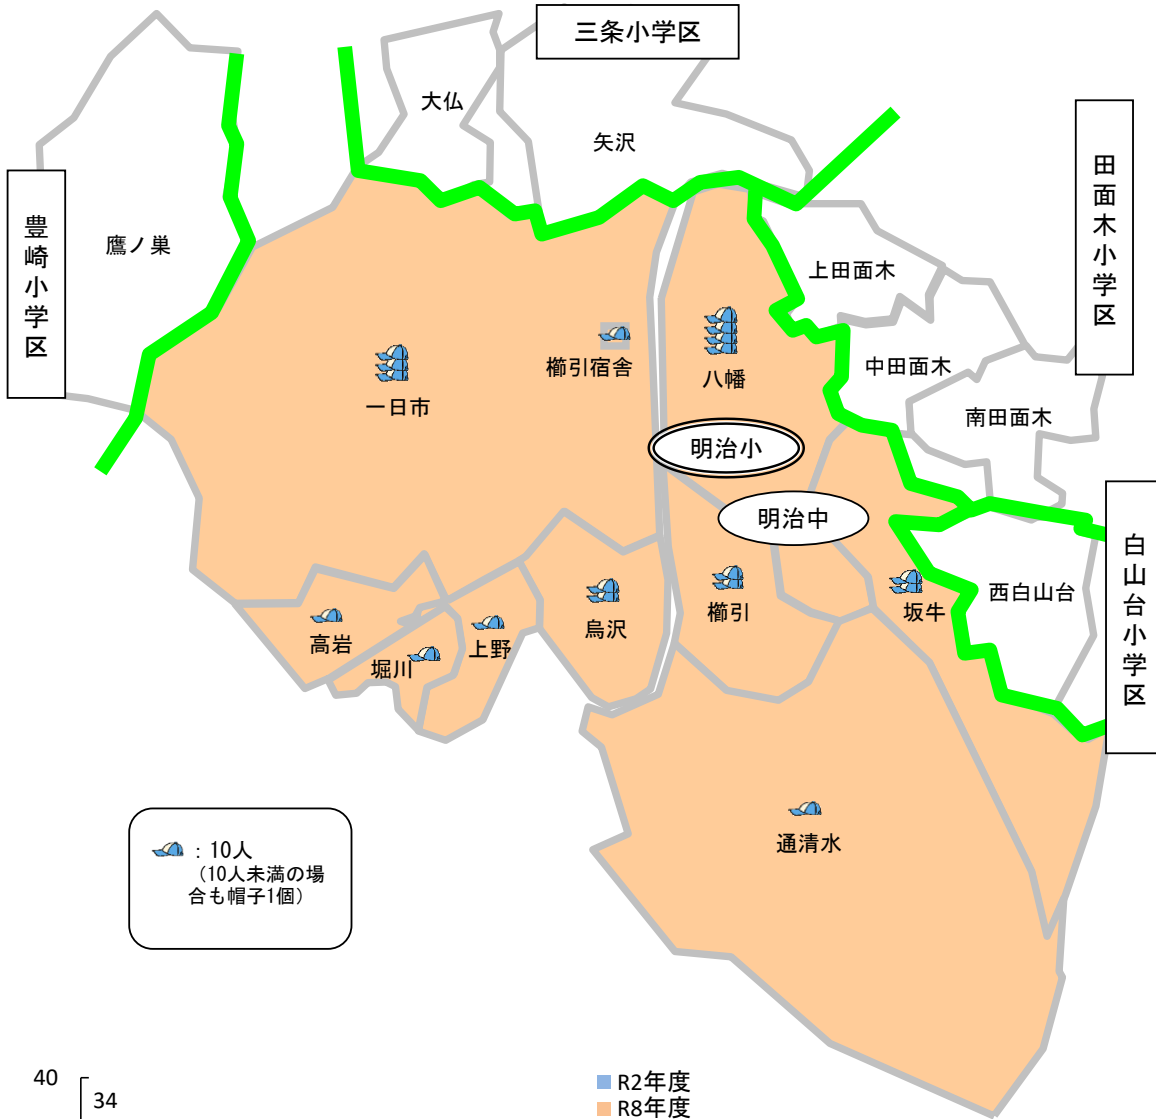 三条小学区
大仏
矢沢
田面木小学区
豊崎小学区
鷹ノ巣
上田面木
櫛引宿舎
八幡
中田面木
一日市
南田面木
明治小
明治中
白山台小学区
西白山台
高岩
堀川
上野
烏沢
櫛引
坂牛
通清水
：10人
（10人未満の場
合も帽子1個）
40
34
R2年度
R8年度